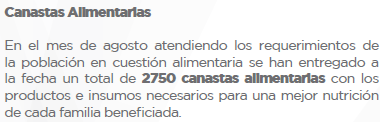 Canastas Alimentarias
En el mes de agosto atendiendo los requerimientos de
la población en cuestión alimentaria se han entregado a
la fecha un total de 2750 canastas alimentarias con los
productos e insumos necesarios para una mejor nutrición
de cada familia beneficiada.